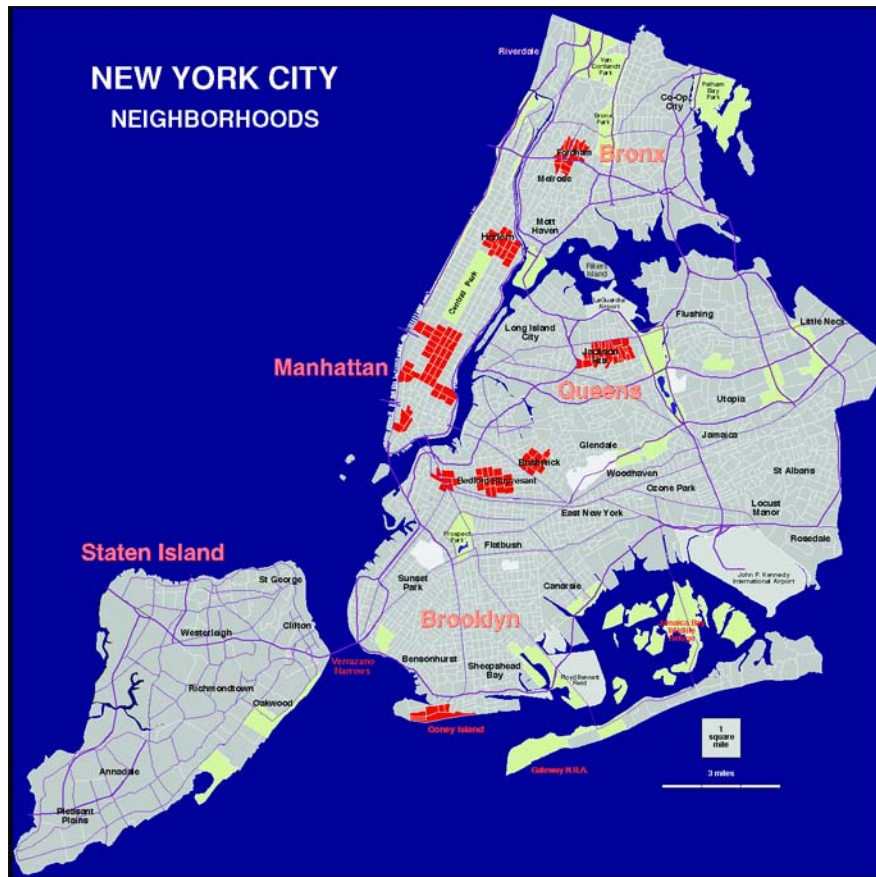 NEW YORK CITY
NEIGHBORHOODS
Riverdale
Van
Cortlandt
Park
Pelham
Bay
Park
Co-Op
City
Bronx
Park
Fordham
Bronx
Melrose
Mott
Haven
Harlem
Rikers
Island
Central Park
LaGuardia
Airport
Flushing
Little Neck
Long Island
City
Jackson
Manhattan
Queens
Utopia
Jamaica
Glendale
Bushwick
Woodhaven
St Albans
Bedford Stuyvesant
Ozone Park
Locust
Manor
East New York
Rosedale
Prospect
Park
Flatbush
Staten Island
St George
Sunset
Park
Canarsie
John F. Kennedy
International Airport
Brooklyn
Clifton
Westerleigh
Jamaica Bay
Wildlife
Refuge
Verrazano
Narrows
Bensonhurst
Sheepshead
Bay
Floyd Bennett
Field
Richmondtown
Oakwood
Coney Island
1
square
mile
Annadale
Gateway N.R.A.
3 miles
Pleasant
Plains